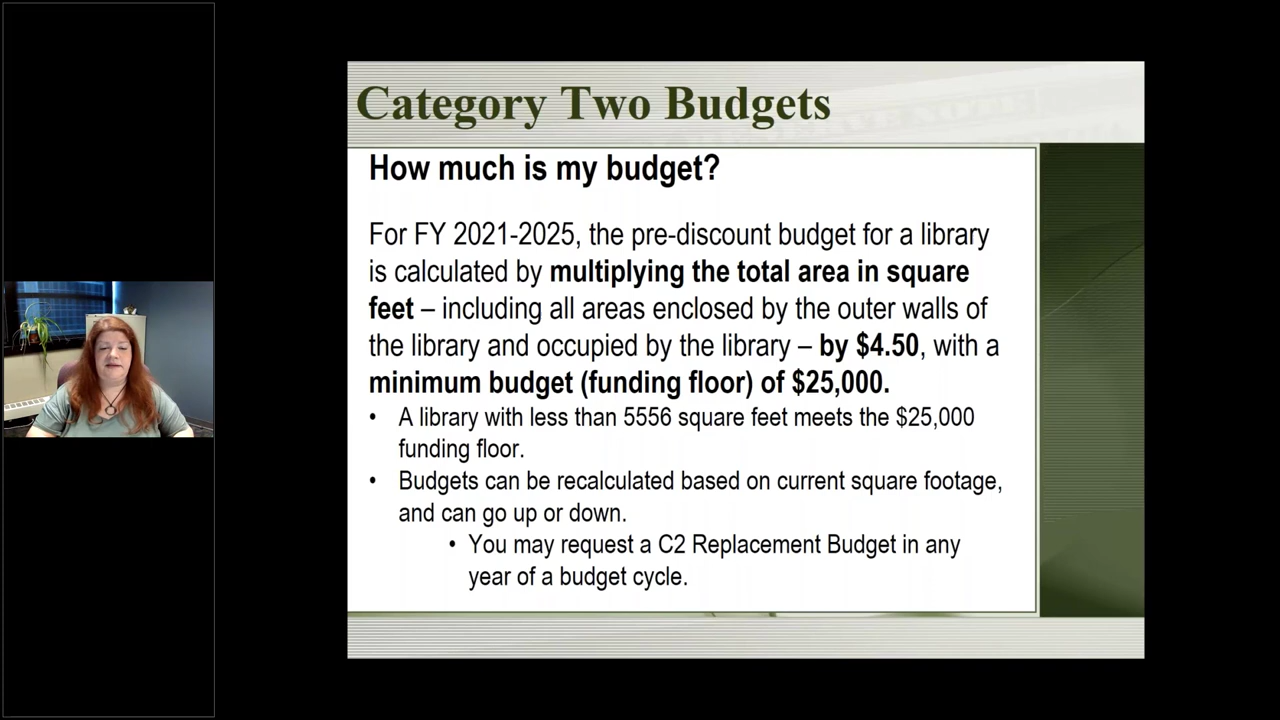 Category Two Budgets
How much is my budget?
For FY 2021-2025, the pre-discount budget for a library
is calculated by multiplying the total area in square
feet – including all areas enclosed by the outer walls of
the library and occupied by the library – by $4.50, with a
minimum budget (funding floor) of $25,000.
• A library with less than 5556 square feet meets the $25,000
funding floor.
• Budgets can be recalculated based on current square footage,
and can go up or down.
• You may request a C2 Replacement Budget in any
year of a budget cycle.